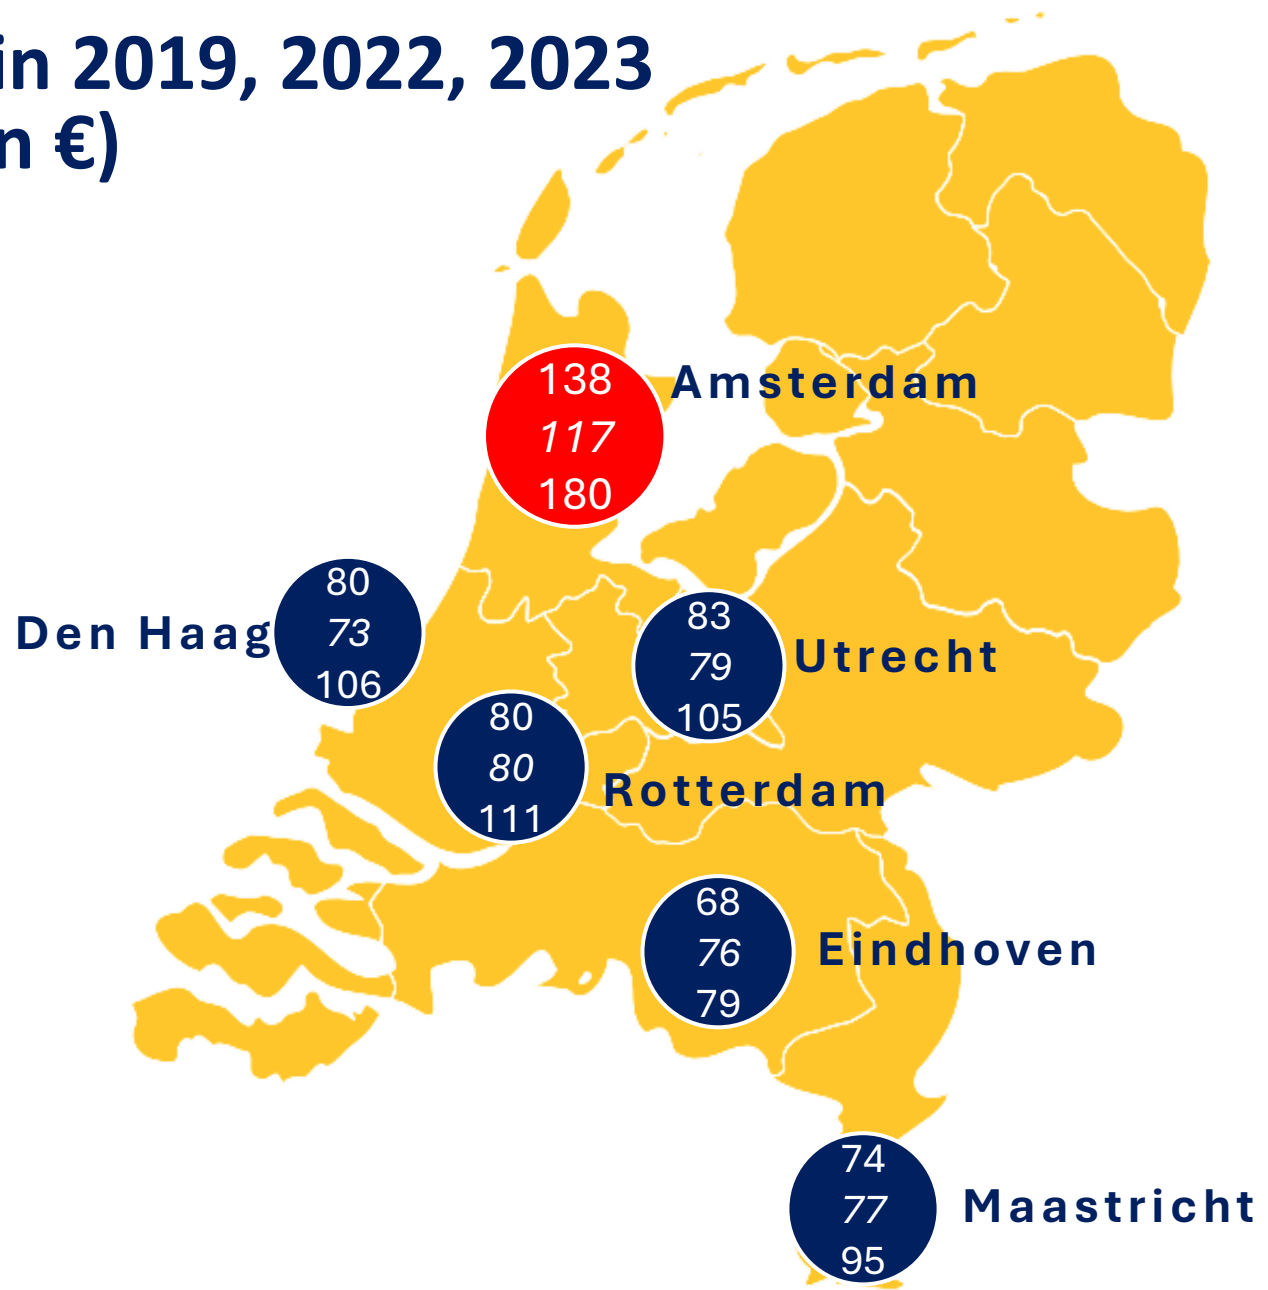 in 2019, 2022, 2023
n €)
138
117
180
Amsterdam
80
73
106
Den Haag
83
79
105
Utrecht
80
80
111
Rotterdam
68
76
79
Eindhoven
74
77
95
Maastricht